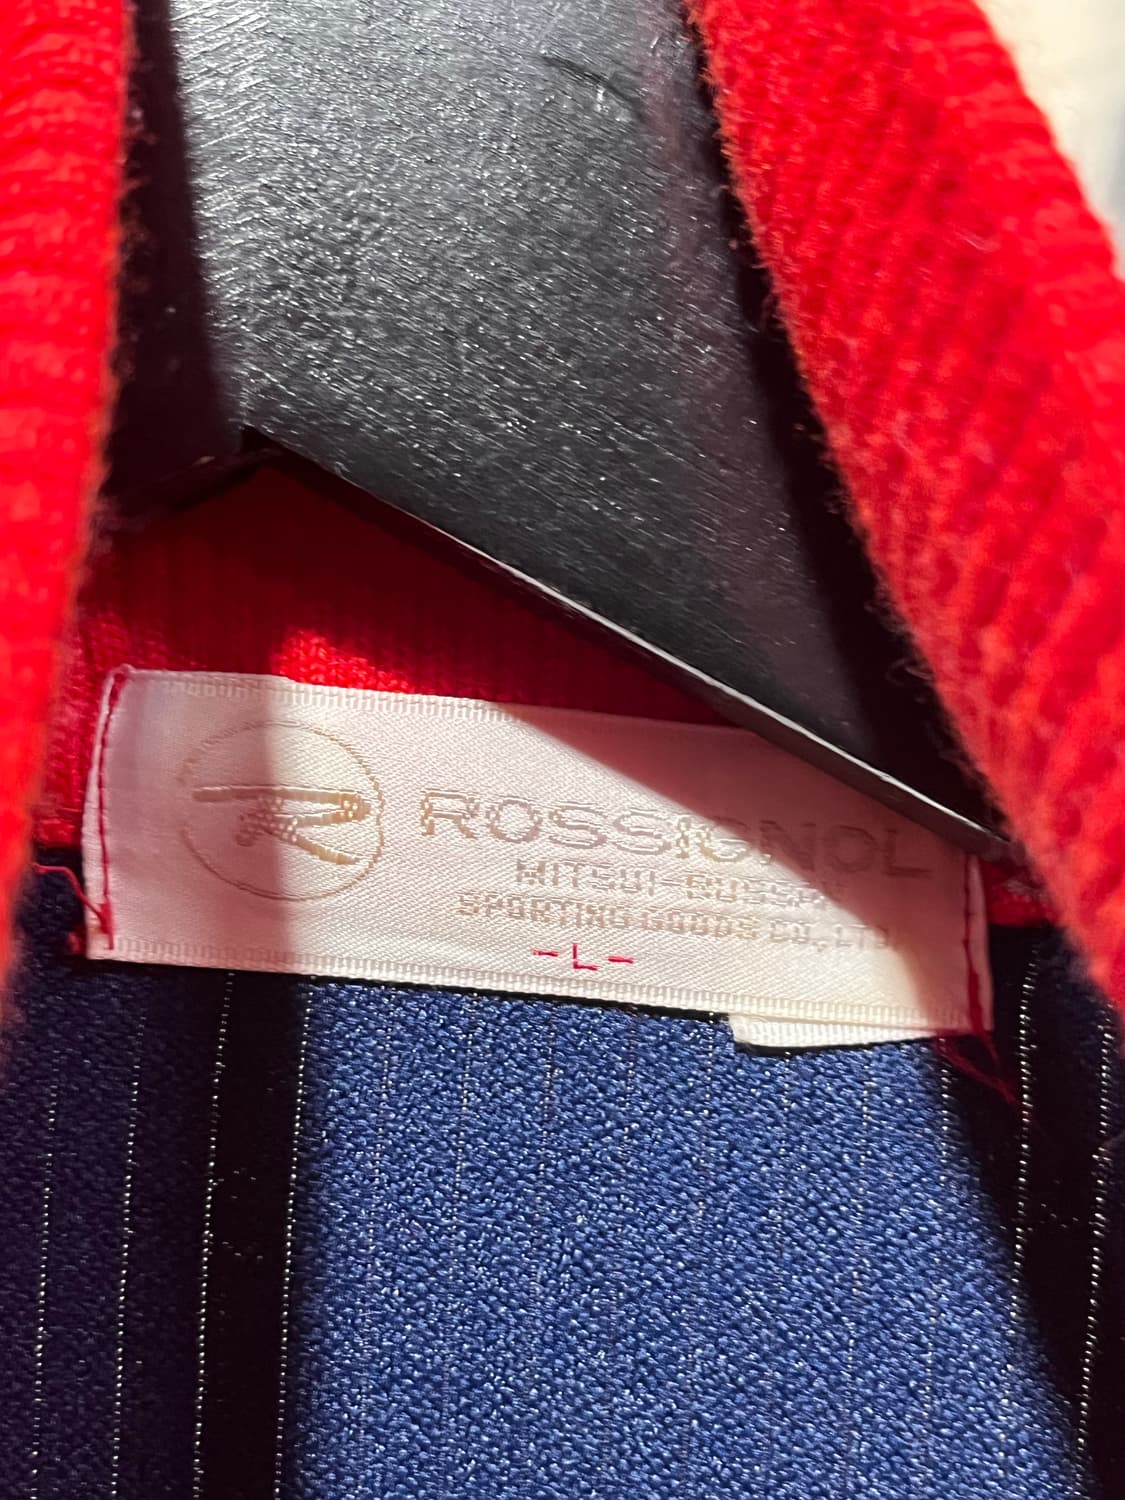 R
ROSSIGNOL
MITSUI-BUSSAN
SPORTING GOODS CO., LTD.
-L-